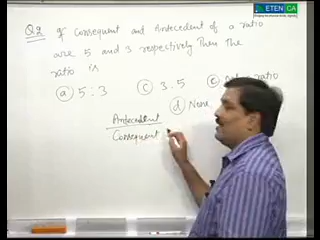 ETEN CA
Q2 If Consequent and Antecedent of a ratio
are 5 and 3 respectively Then the
ratio is
(a) 5:3 (c) 3.5 ratio
(d) None
Antecedent
Consequent